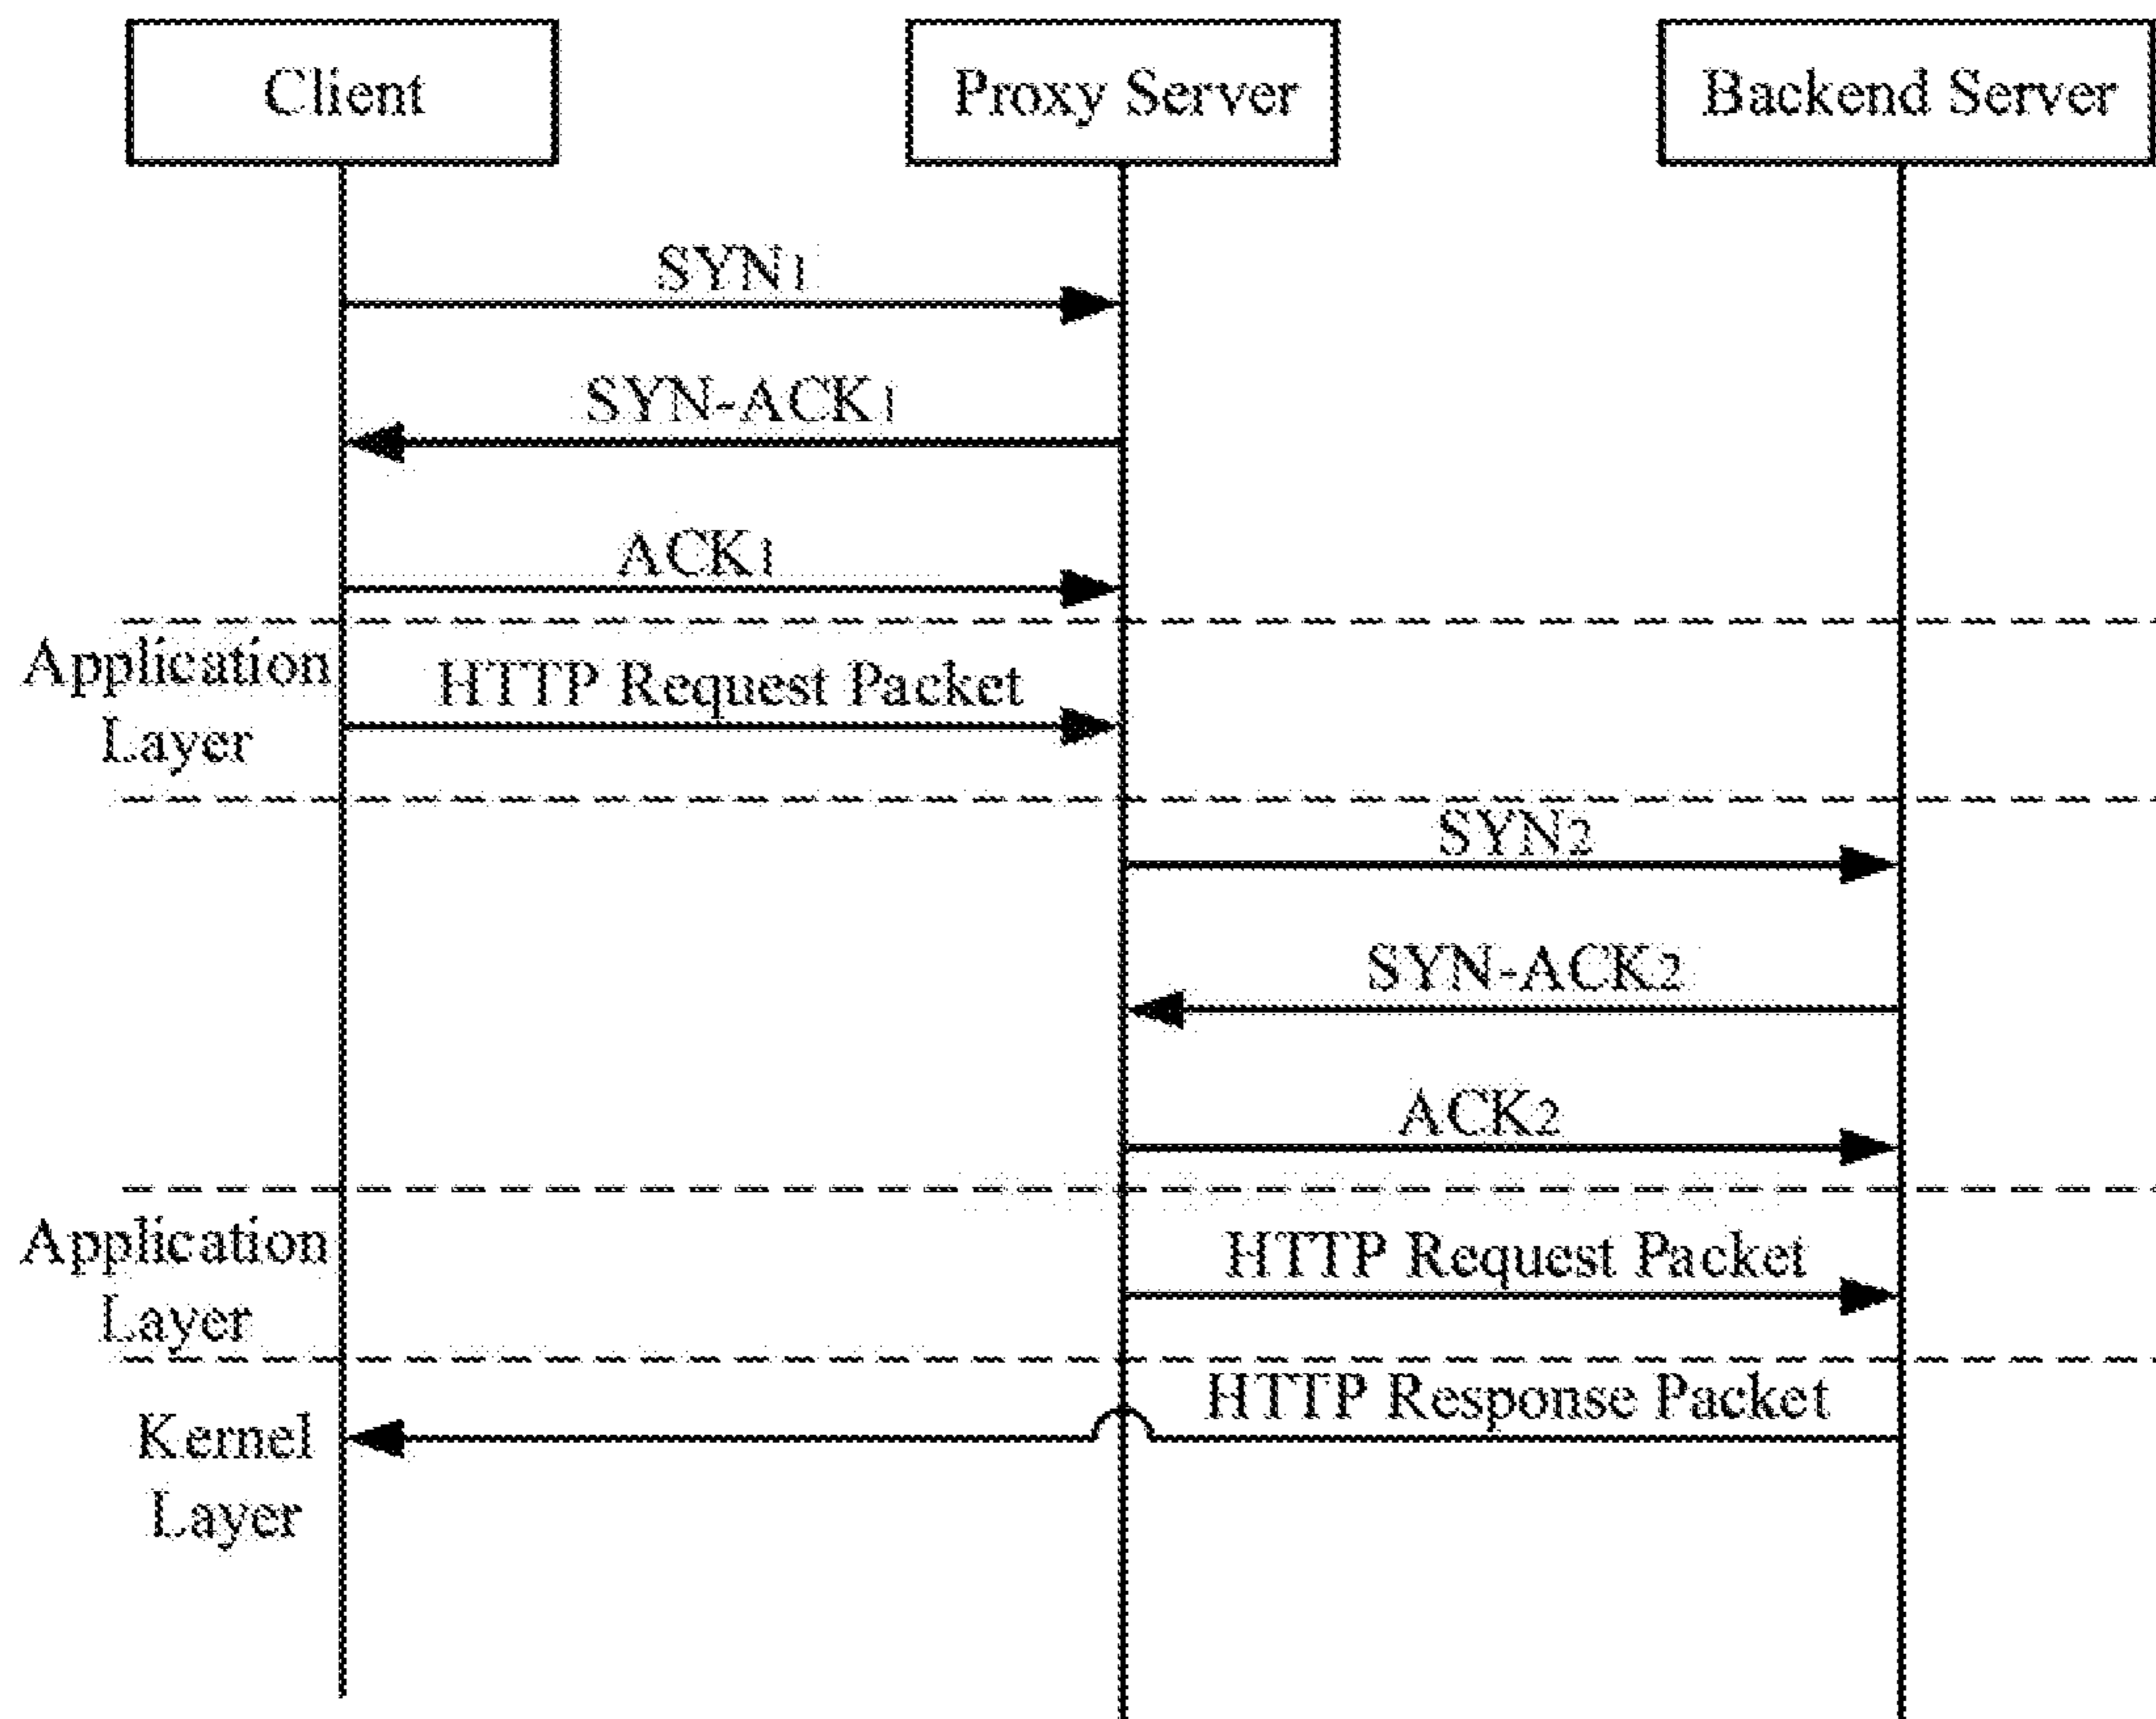 Client
Proxy Server
Backend Server
SYN1
SYN-ACK1
ACK1
Application
Layer
HTTP Request Packet
SYN2
SYN-ACK2
ACK2
Application
Layer
HTTP Request Packet
HTTP Response Packet
Kernel
Layer